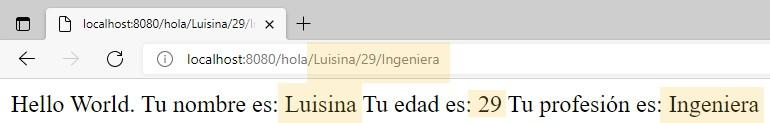 localhost:8080/hola/Luisina/29/I
localhost:8080/hola/Luisina/29/Ingeniera
Hello World. Tu nombre es: Luisina Tu edad es: 29 Tu profesión es: Ingeniera